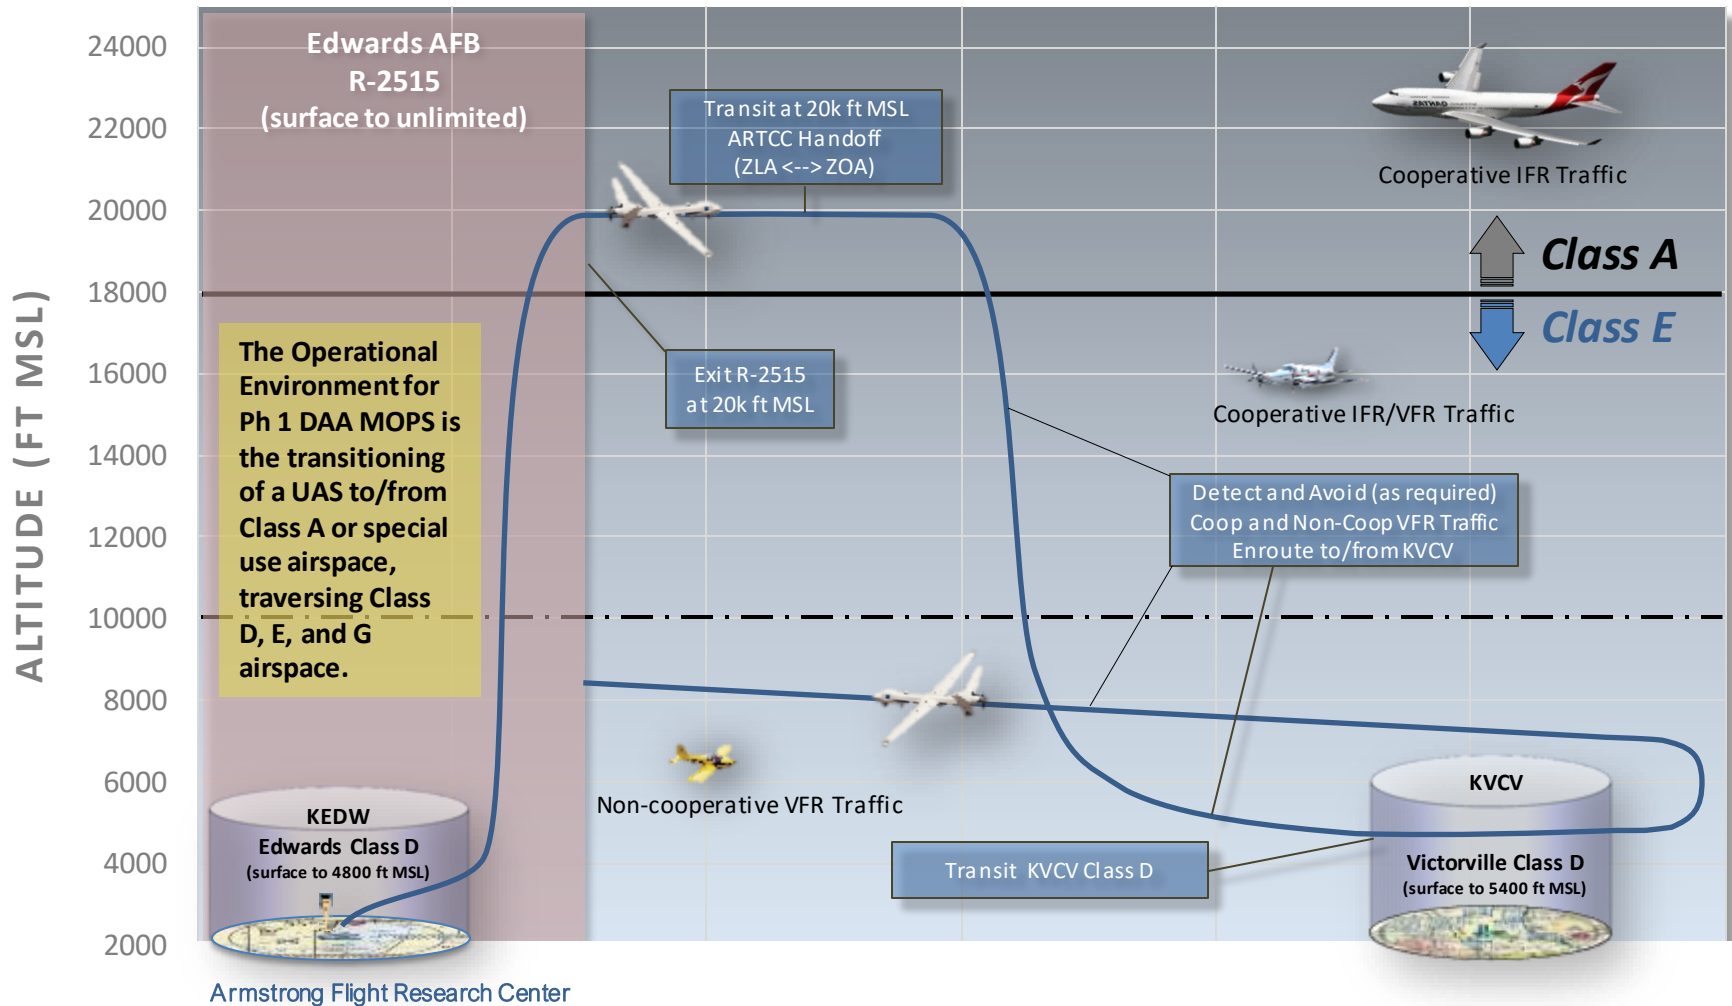 ALTITUDE (FT MSL)
24000
22000
20000
18000
16000
14000
12000
10000
8000
6000
4000
2000
Edwards AFB
R-2515
(surface to unlimited)
Transit at 20k ft MSL
ARTCC Handoff
(ZLA <--> ZOA)
QANTAS
Cooperative IFR Traffic
Class A
Class E
The Operational
Environment for
Ph 1 DAA MOPS is
the transitioning
of a UAS to/from
Class A or special
use airspace,
traversing Class
D, E, and G
airspace.
Exit R-2515
at 20k ft MSL
Cooperative IFR/VFR Traffic
Detect and Avoid (as required)
Coop and Non-Coop VFR Traffic
Enroute to/from KVCV
Non-cooperative VFR Traffic
KEDW
Edwards Class D
(surface to 4800 ft MSL)
Transit KVCV Class D
KVCV
Victorville Class D
(surface to 5400 ft MSL)
Armstrong Flight Research Center